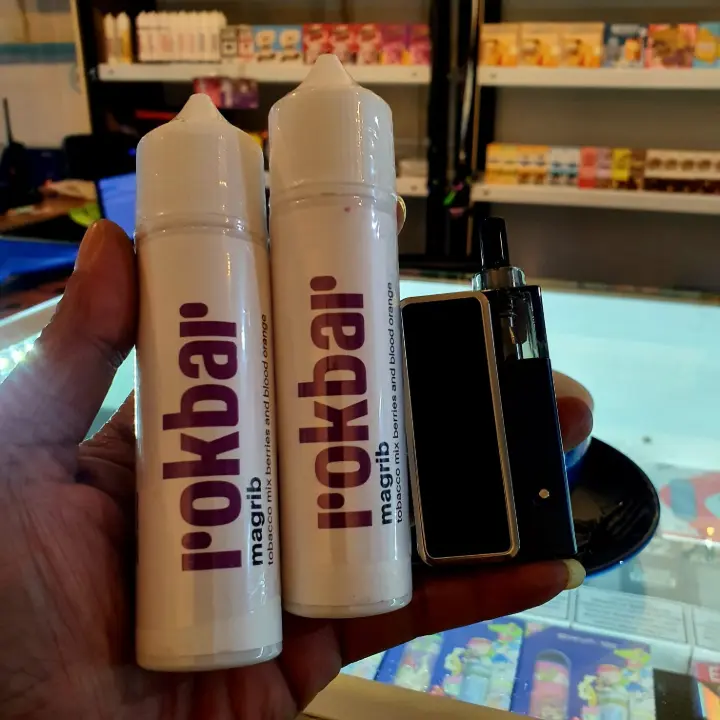 rokbar
magrib
tobacco mix berries and blood orange
rokbar
magrib
tobacco mix berries and blood orange